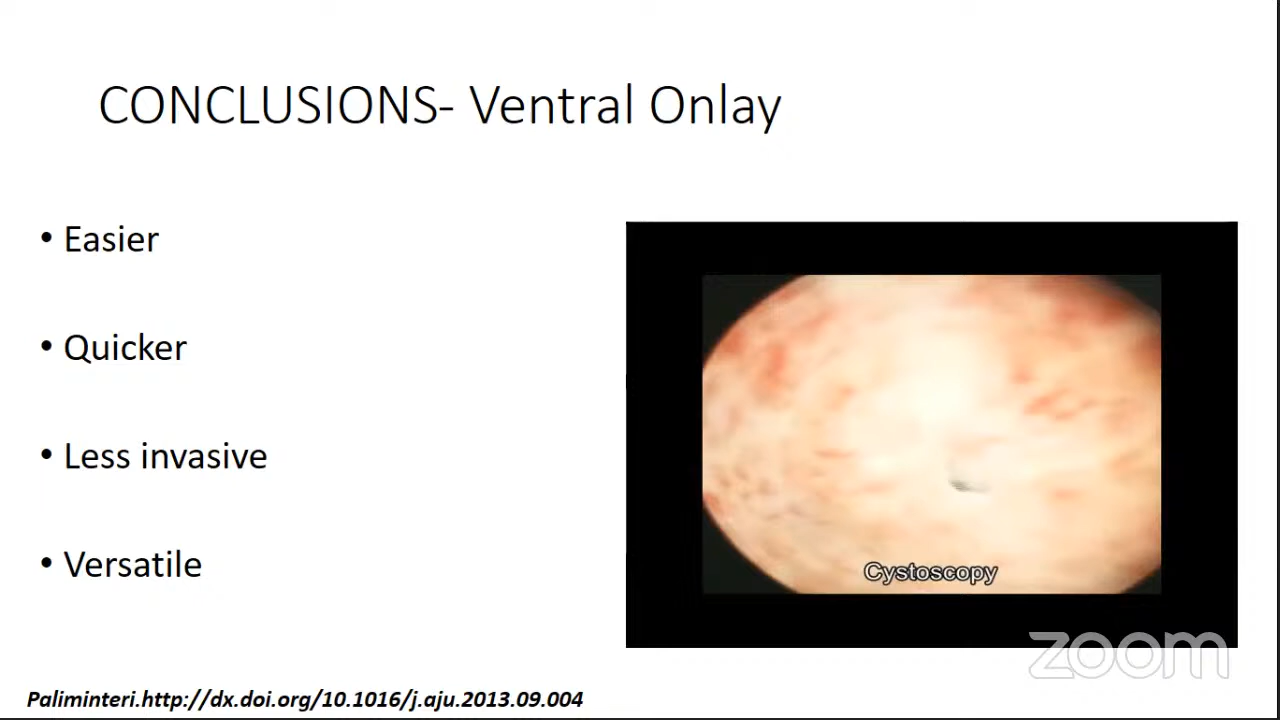 CONCLUSIONS- Ventral Onlay
• Easier
• Quicker
• Less invasive
• Versatile
Cystoscopy
zoom
Paliminteri.http://dx.doi.org/10.1016/j.aju.2013.09.004